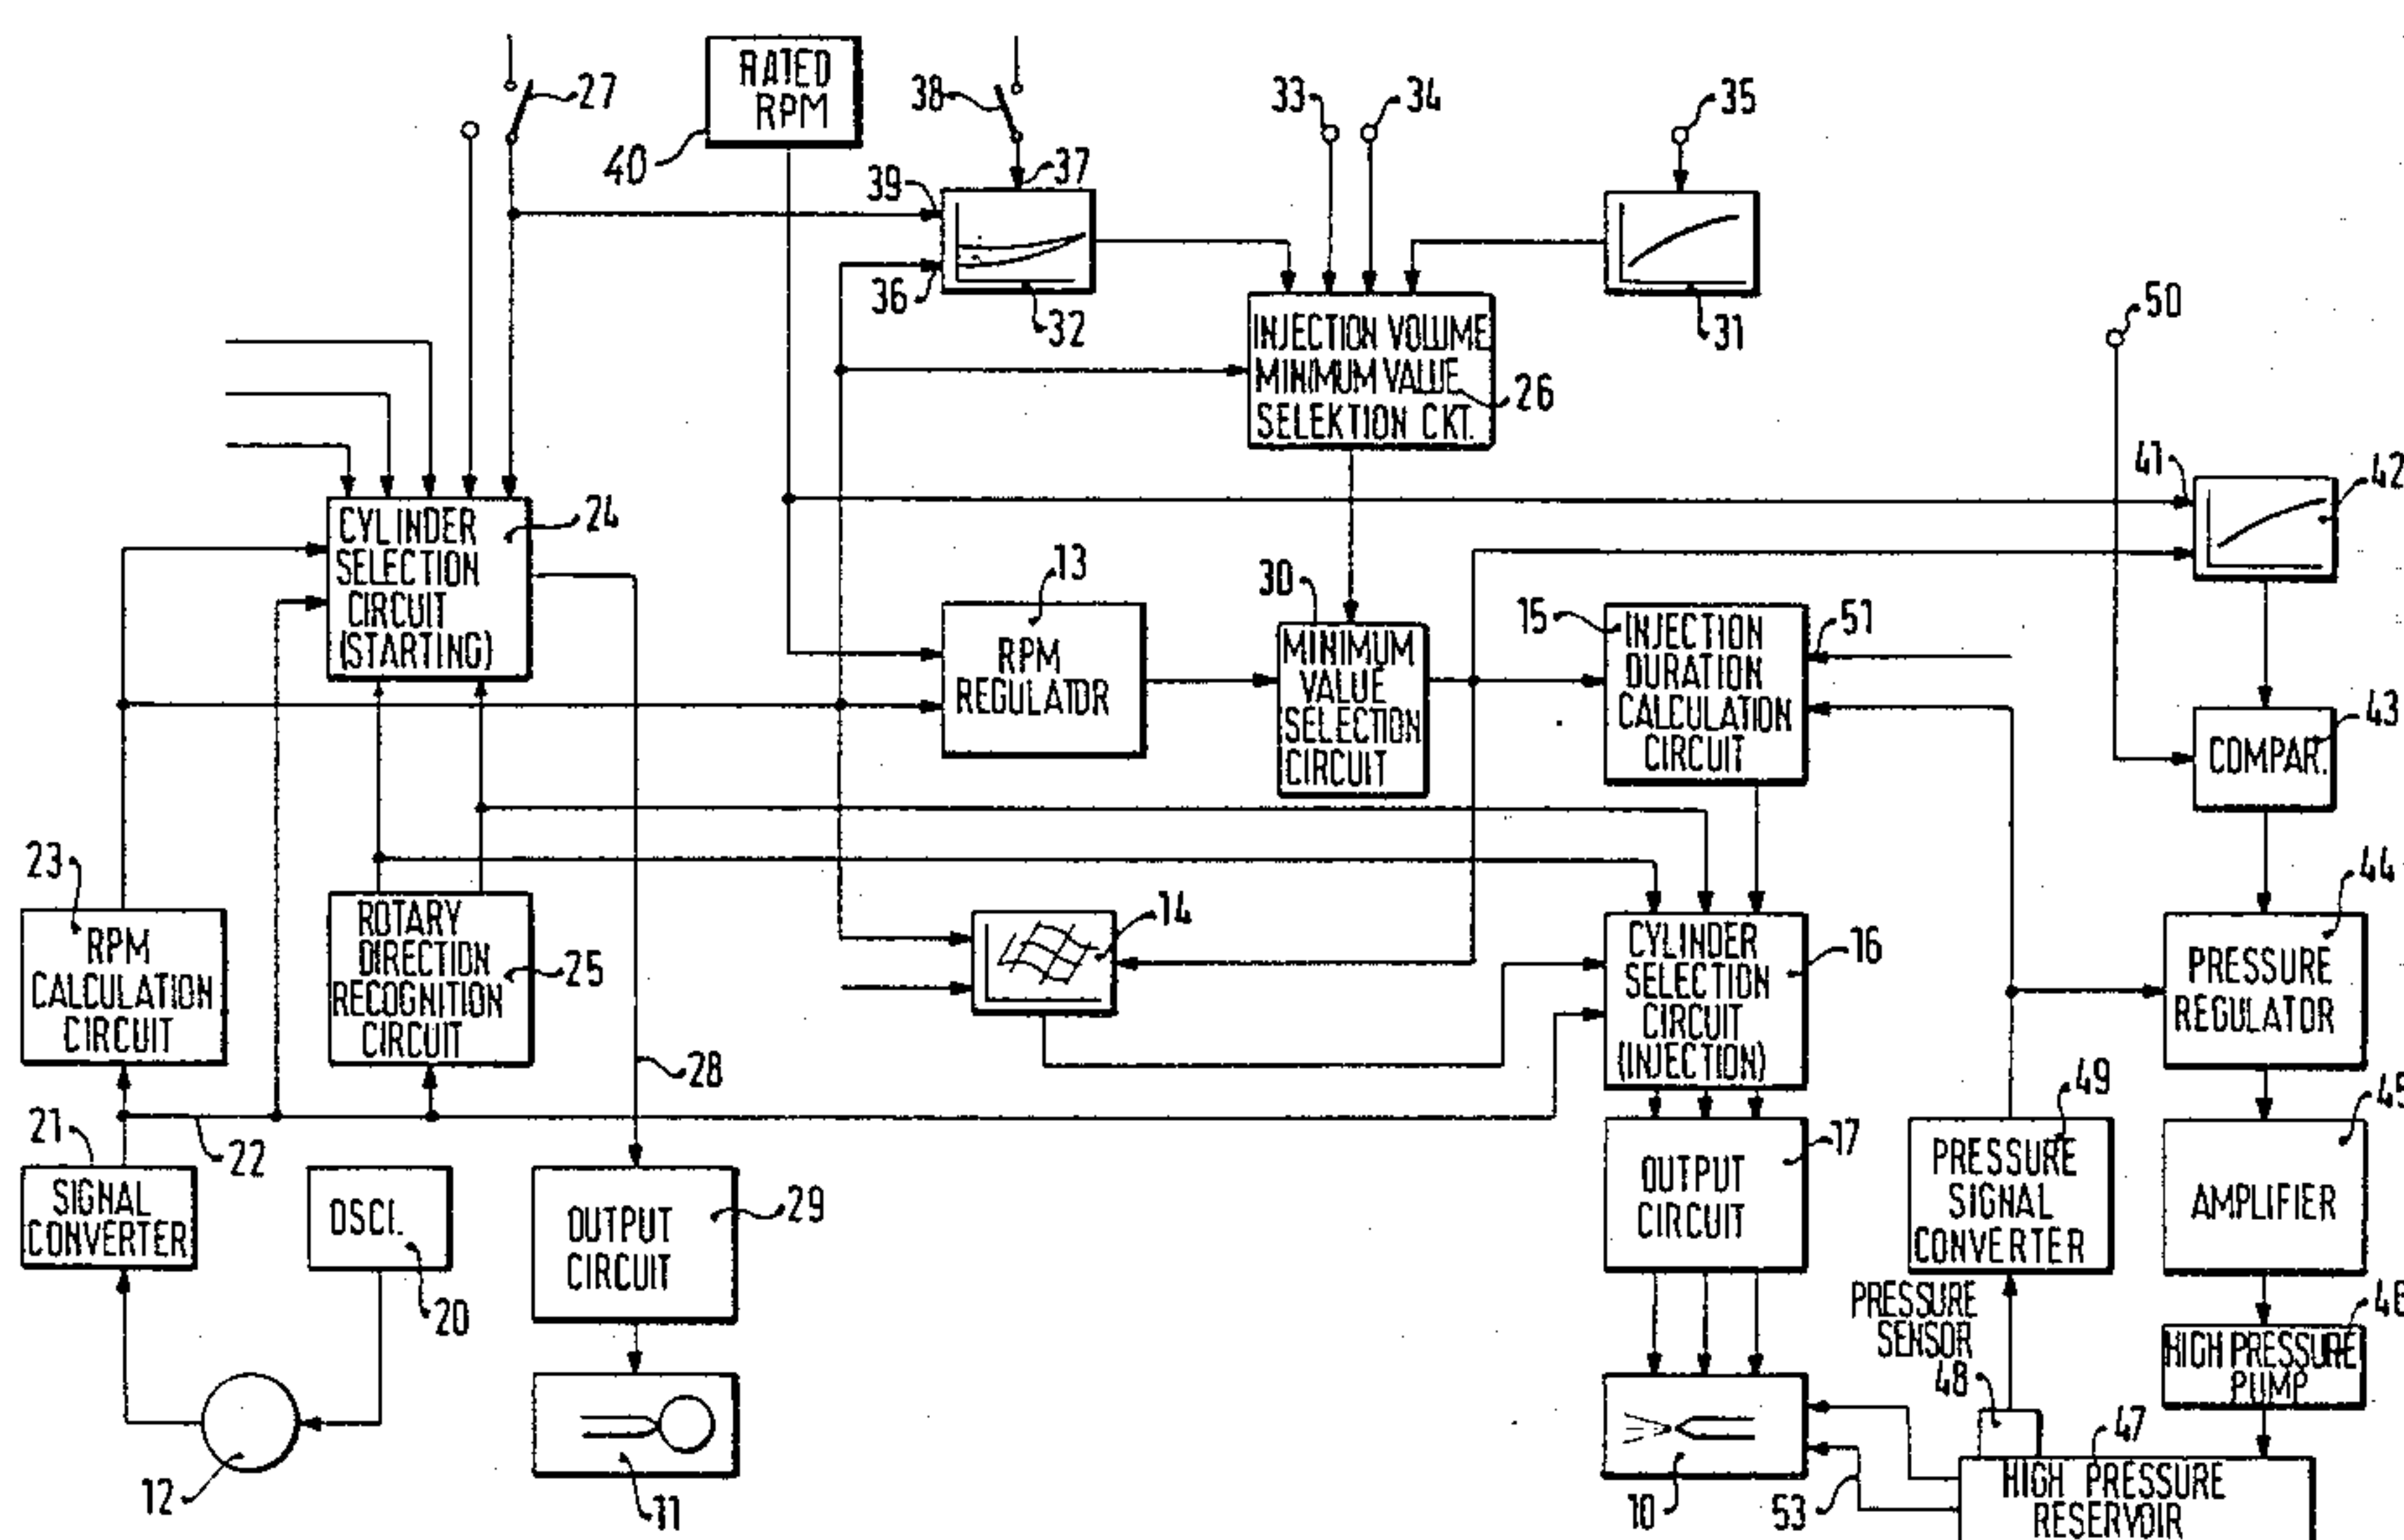 27
RATED
RPM
40
38
37
33
34
35
39
36
32
31
INJECTION VOLUME
MINIMUM VALUE
SELEKTION CKT.
26
50
41
42
CYLINDER
SELECTION
CIRCUIT
(STARTING)
24
13
RPM
REGULATOR
30
MINIMUM
VALUE
SELECTION
CIRCUIT
15
INJECTION
DURATION
CALCULATION
CIRCUIT
51
43
COMPAR.
23
RPM
CALCULATION
CIRCUIT
ROTARY
DIRECTION
RECOGNITION
CIRCUIT
25
14
CYLINDER
SELECTION
CIRCUIT
(INJECTION)
16
44
PRESSURE
REGULATOR
28
21
22
SIGNAL
CONVERTER
OSCI.
20
OUTPUT
CIRCUIT
29
OUTPUT
CIRCUIT
17
49
PRESSURE
SIGNAL
CONVERTER
45
AMPLIFIER
PRESSURE
SENSOR
48
46
HIGH PRESSURE
PUMP
12
11
10
53
47
HIGH PRESSURE
RESERVOIR